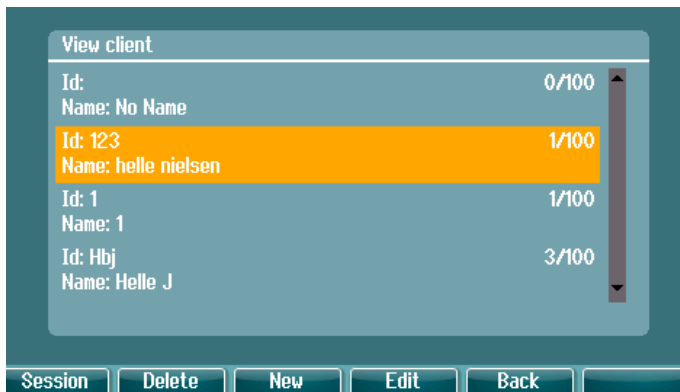 View client
Id: 0/100
Name: No Name
Id: 123 1/100
Name: helle nielsen
Id: 1 1/100
Name: 1
Id: Hbj 3/100
Name: Helle J
Session Delete New Edit Back